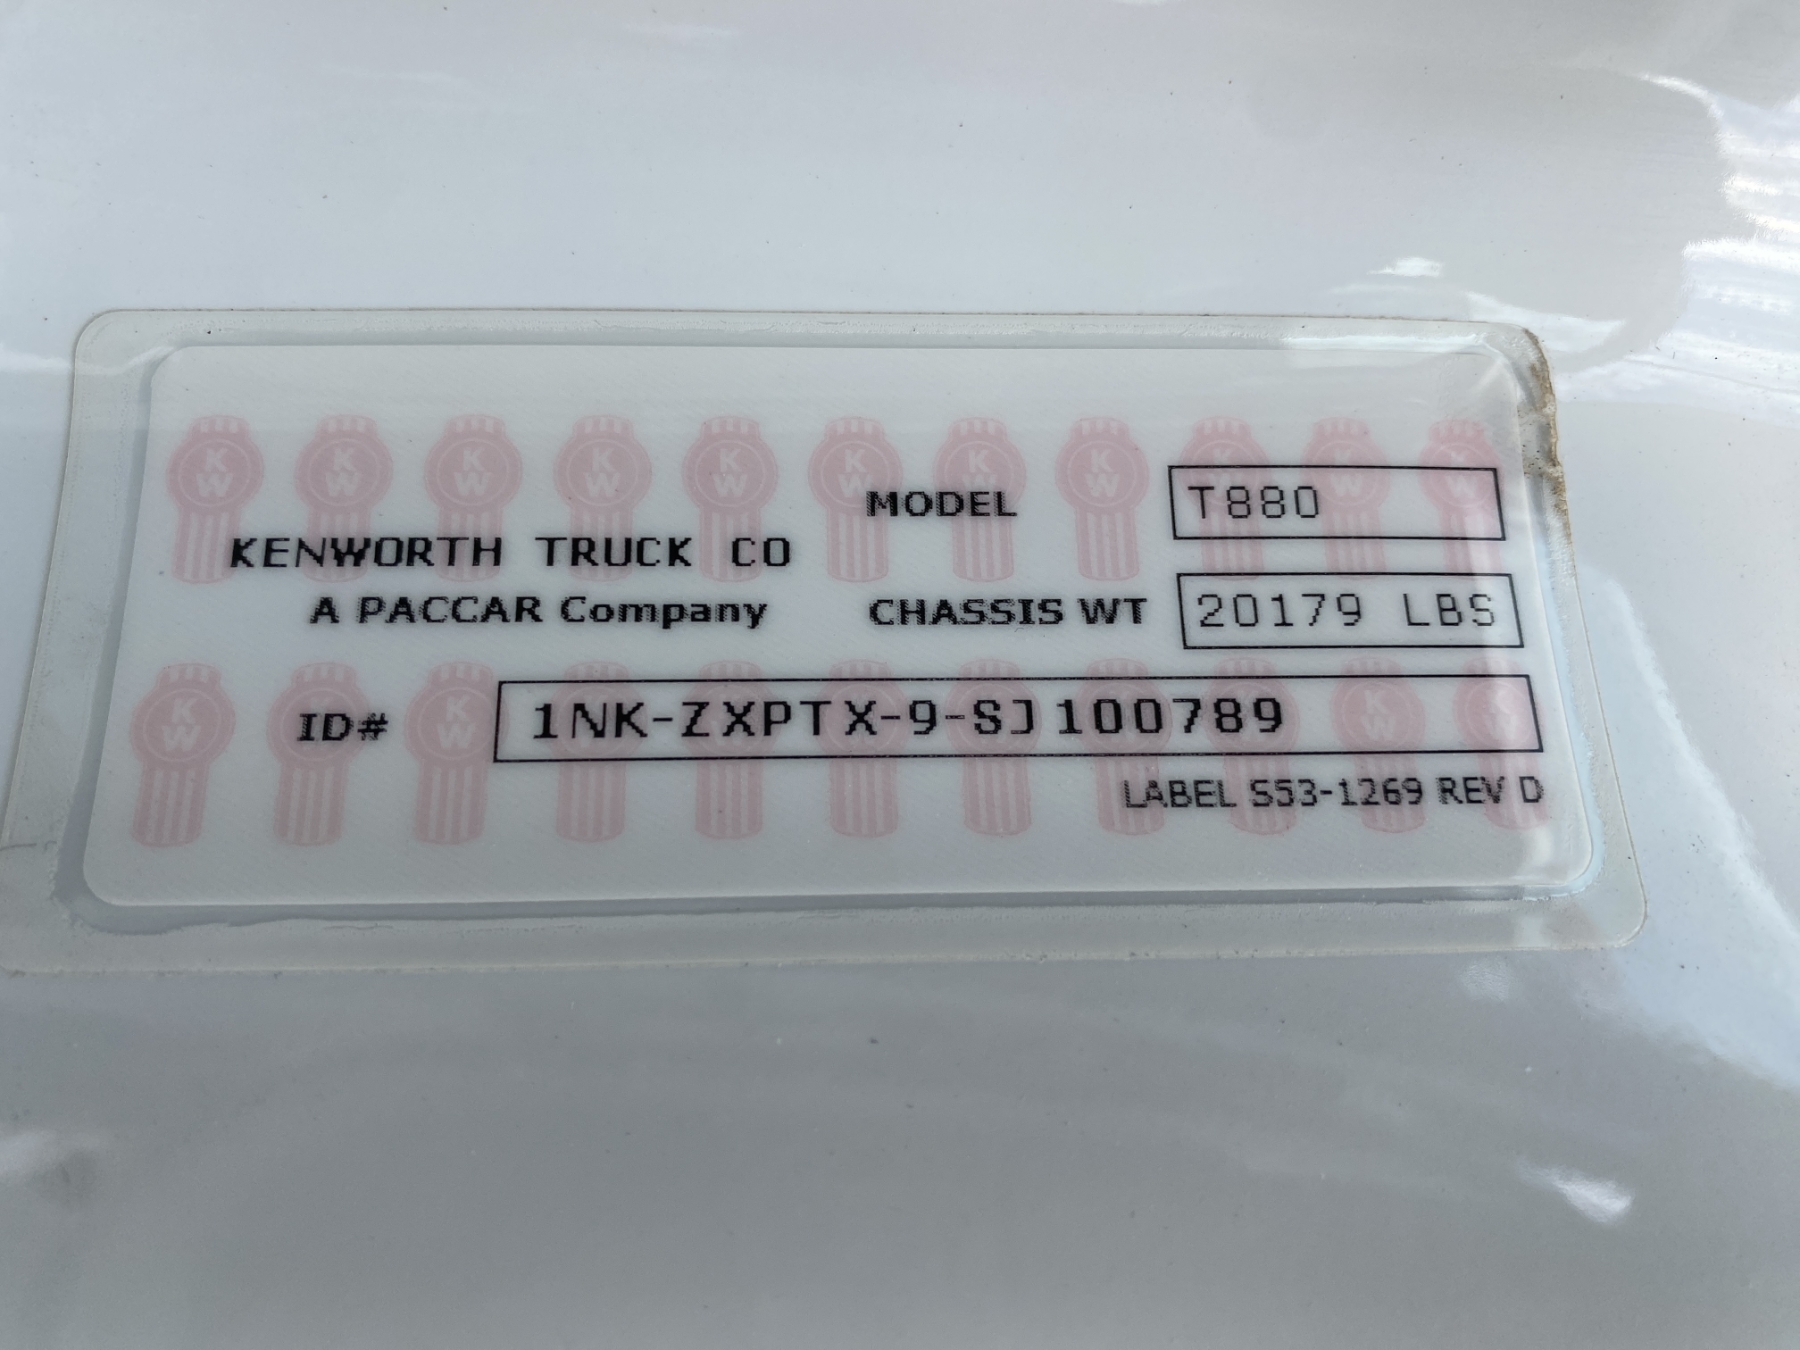 MODEL T880
KENWORTH TRUCK CO
A PACCAR Company
CHASSIS WT 20179 LBS
ID# 1NK-ZXPTX-9-SJ100789
LABEL S53-1269 REV D